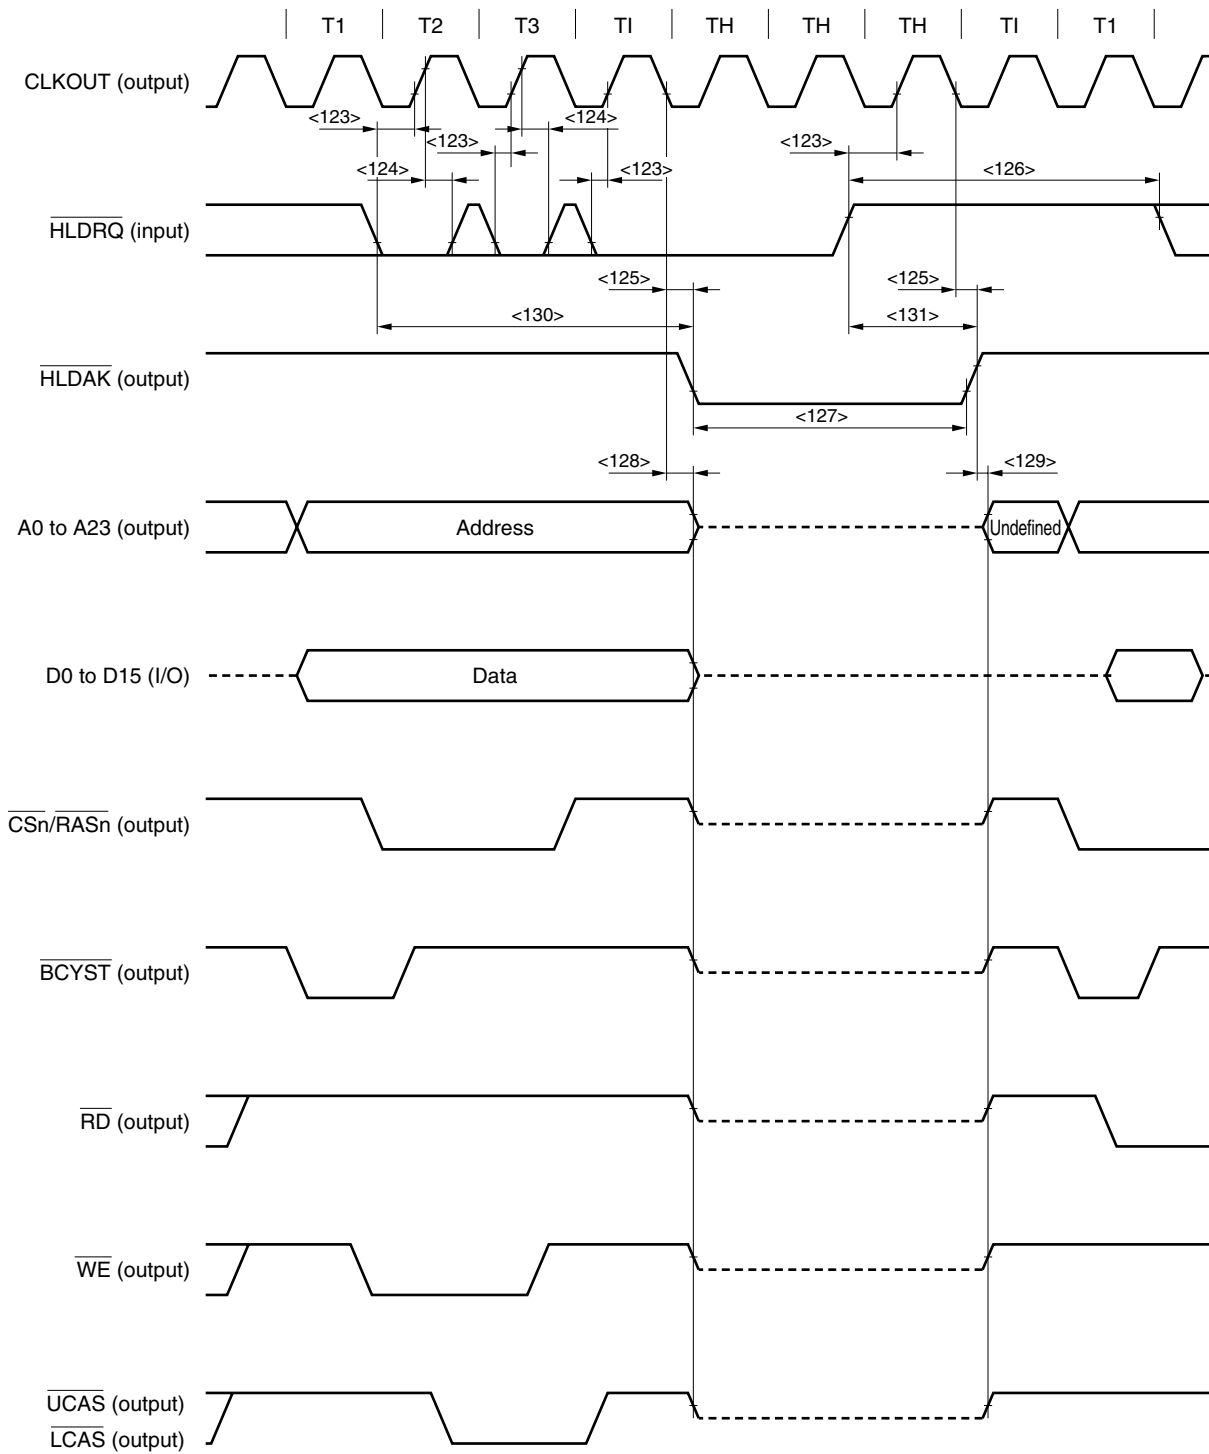 T1 T2 T3 TI TH TH TH TI T1
CLKOUT (output)
<123> <124> <123>
<123>
<124> <123> <126>
HLDRQ (input)
<125> <125>
<130> <131>
HLDAK (output)
<127>
<128> <129>
A0 to A23 (output) Address Undefined
D0 to D15 (I/O) Data
CSn/RASn (output)
BCYST (output)
RD (output)
WE (output)
UCAS (output)
LCAS (output)